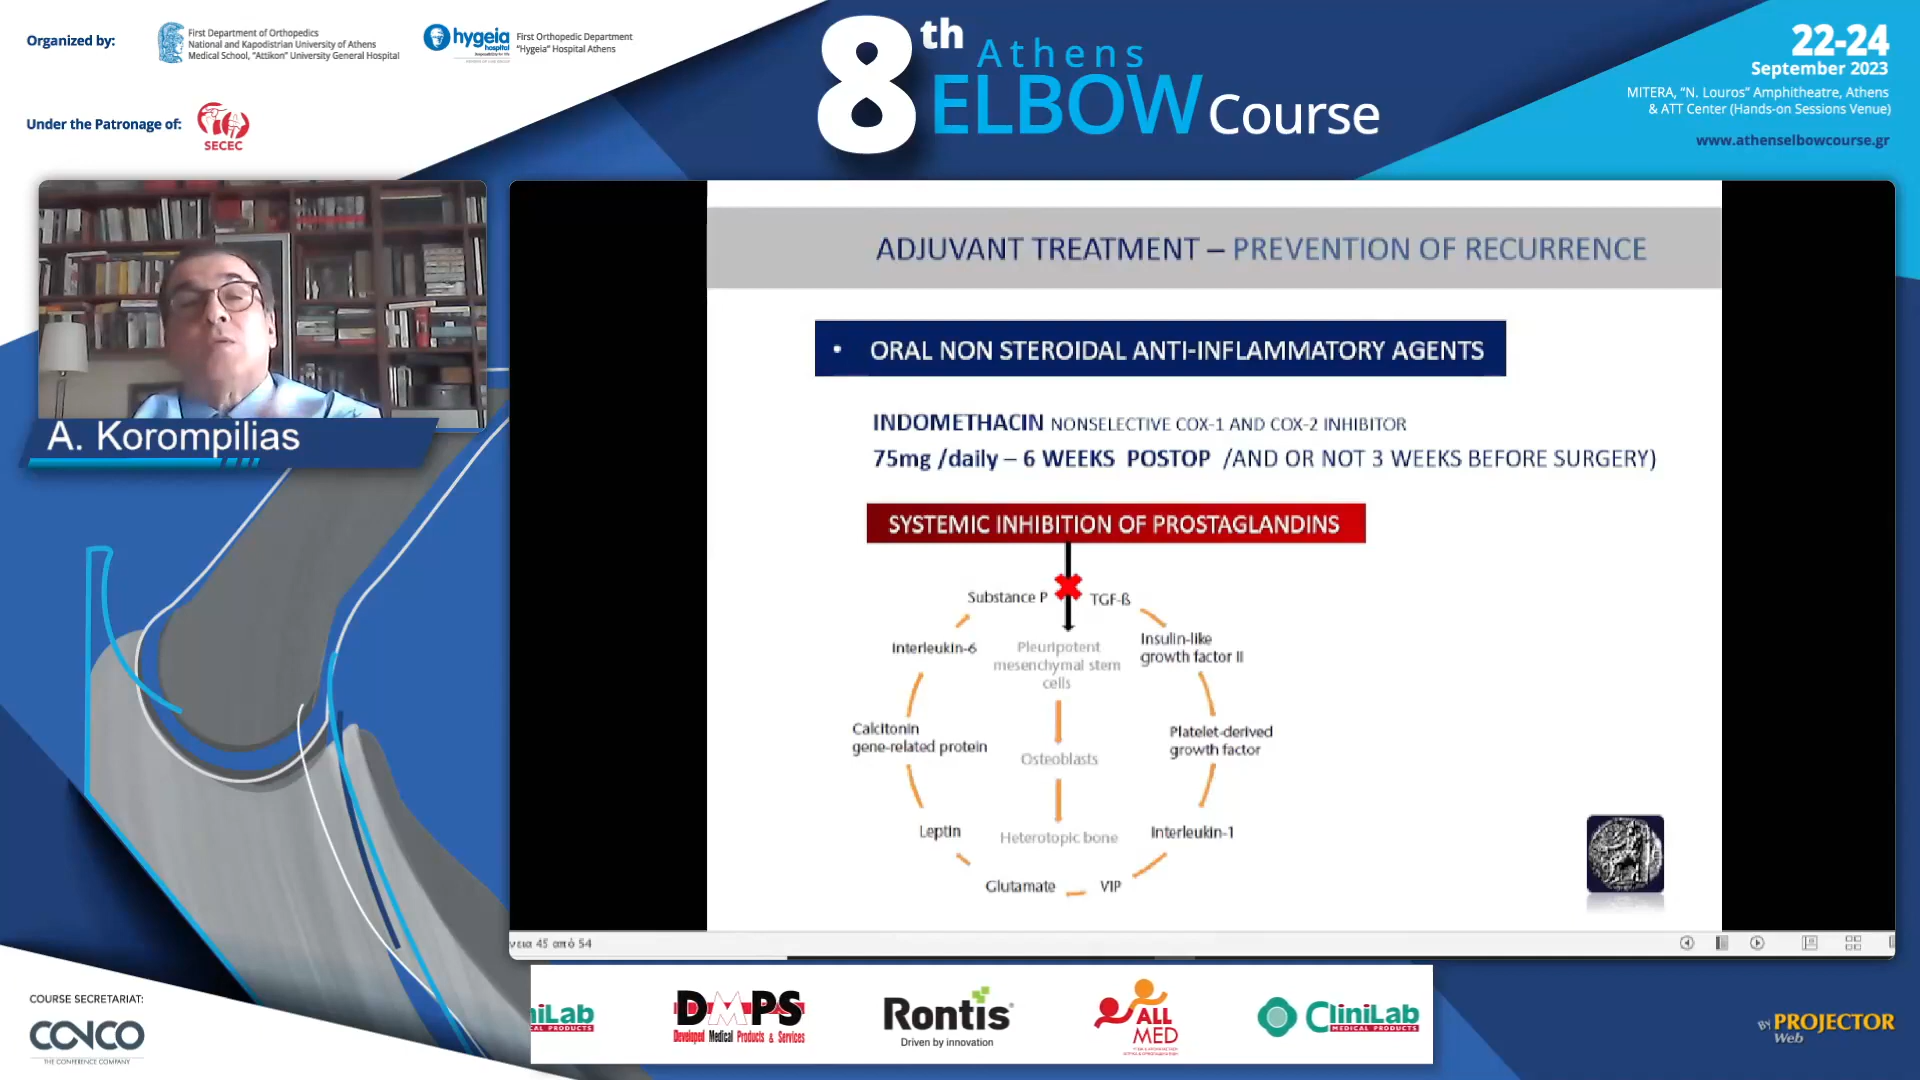 Organized by:
First Department of Orthopedics
National and Kapodistrian University of Athens
Medical School, "Attikon" University General Hospital
hygeia
hospital
First Orthopedic Department
"Hygeia" Hospital Athens
Under the Patronage of:
SECEC
8th Athens
ELBOW Course
22-24
September 2023
MITERA, "N. Louros" Amphitheatre, Athens
& ATT Center (Hands-on Sessions Venue)
www.athenselbowcourse.gr
A. Korompilias
ADJUVANT TREATMENT – PREVENTION OF RECURRENCE
• ORAL NON STEROIDAL ANTI-INFLAMMATORY AGENTS
INDOMETHACIN NONSELECTIVE COX-1 AND COX-2 INHIBITOR
75mg /daily – 6 WEEKS POSTOP /AND OR NOT 3 WEEKS BEFORE SURGERY)
SYSTEMIC INHIBITION OF PROSTAGLANDINS
Substance P
TGF-ß
Interleukin-6
Pleuripotent
mesenchymal stem
cells
Insulin-like
growth factor II
Calcitonin
gene-related protein
Osteoblasts
Platelet-derived
growth factor
Leptin
Heterotopic bone
Interleukin-1
Glutamate
VIP
νεια 45 από 54
COURSE SECRETARIAT:
CONCO
THE CONFERENCE COMPANY
niLab
CAL PRODUCTS
DMPS
Developed Medical Products & Services
Rontis
Driven by innovation
ALL
MED
CliniLab
MEDICAL PRODUCTS
By PROJECTOR
Web